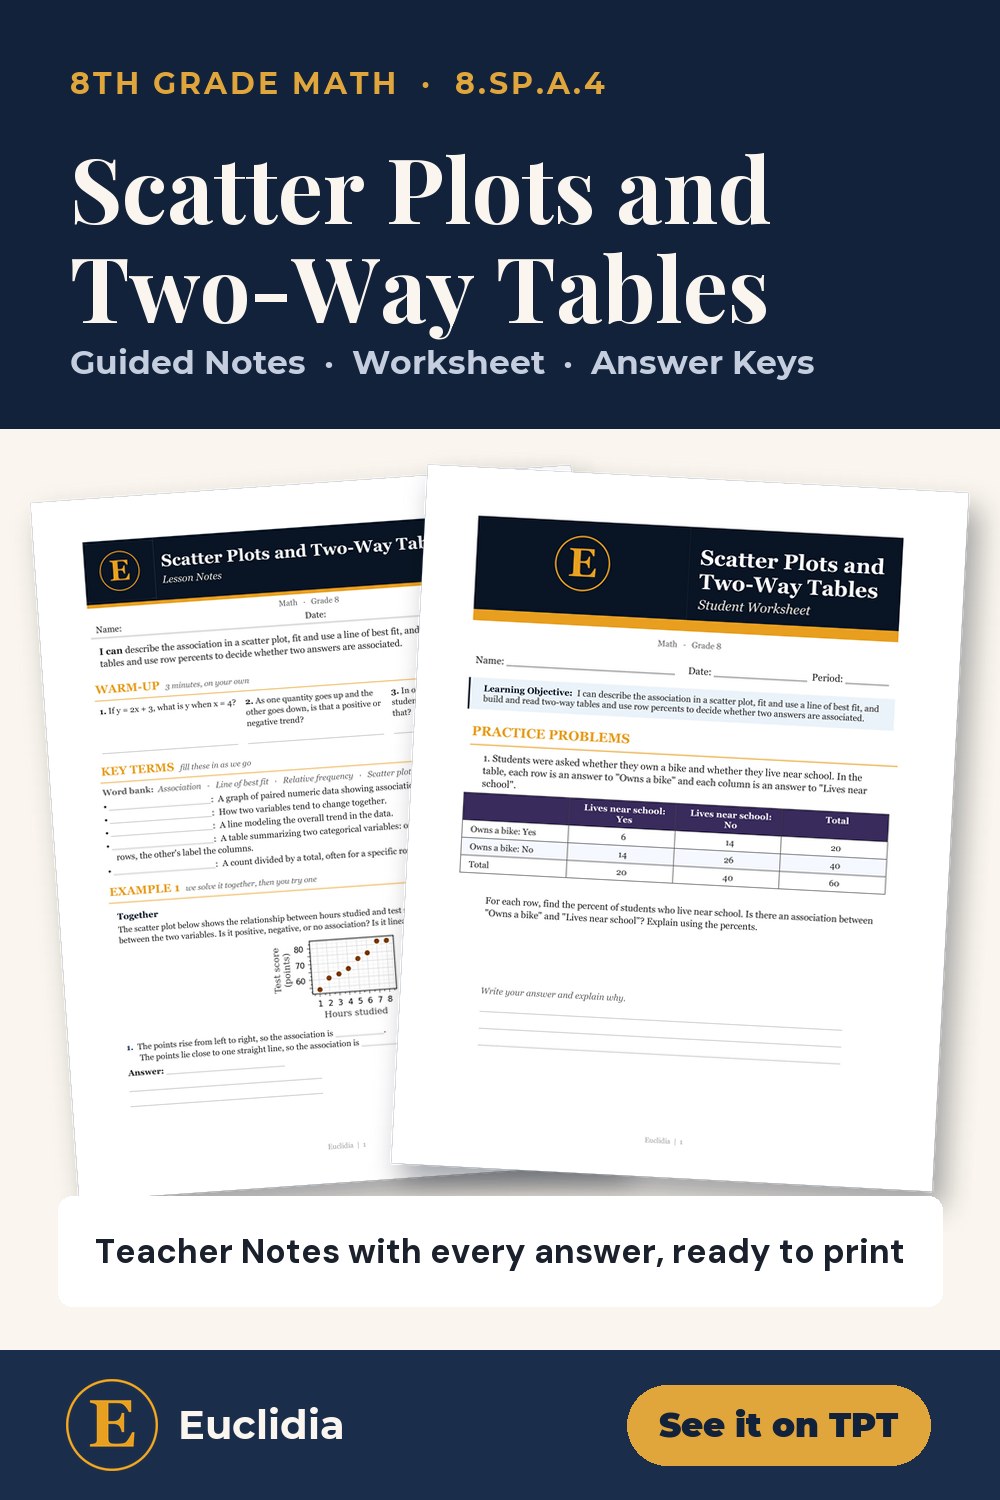 8TH GRADE MATH · 8.SP.A.4
Scatter Plots and
Two-Way Tables
Guided Notes · Worksheet · Answer Keys
E
Scatter Plots and Two-Way Tab
Lesson Notes
Math · Grade 8
Name:
Date:
I can describe the association in a scatter plot, fit and use a line of best fit, and
tables and use row percents to decide whether two answers are associated.
WARM-UP 3 minutes, on your own
1. If y = 2x + 3, what is y when x = 4?
2. As one quantity goes up and the
other goes down, is that a positive or
negative trend?
3. In o
studen
that?
KEY TERMS fill these in as we go
Word bank: Association · Line of best fit · Relative frequency · Scatter plot
• : A graph of paired numeric data showing associatio
• : How two variables tend to change together.
• : A line modeling the overall trend in the data.
• : A table summarizing two categorical variables: o
rows, the other's label the columns.
• : A count divided by a total, often for a specific ro
EXAMPLE 1 we solve it together, then you try one
Together
The scatter plot below shows the relationship between hours studied and test
between the two variables. Is it positive, negative, or no association? Is it linea
Test score
(points)
80
70
60
1 2 3 4 5 6 7 8
Hours studied
1. The points rise from left to right, so the association is .
The points lie close to one straight line, so the association is
Answer:
Euclidia | 1
E
Scatter Plots and
Two-Way Tables
Student Worksheet
Math · Grade 8
Name: Date: Period:
Learning Objective: I can describe the association in a scatter plot, fit and use a line of best fit, and
build and read two-way tables and use row percents to decide whether two answers are associated.
PRACTICE PROBLEMS
1. Students were asked whether they own a bike and whether they live near school. In the
table, each row is an answer to "Owns a bike" and each column is an answer to "Lives near
school".
Lives near school: Yes Lives near school: No Total
Owns a bike: Yes 6 14 20
Owns a bike: No 14 26 40
Total 20 40 60
For each row, find the percent of students who live near school. Is there an association between
"Owns a bike" and "Lives near school"? Explain using the percents.
Write your answer and explain why.
Euclidia | 1
Teacher Notes with every answer, ready to print
E
Euclidia
See it on TPT